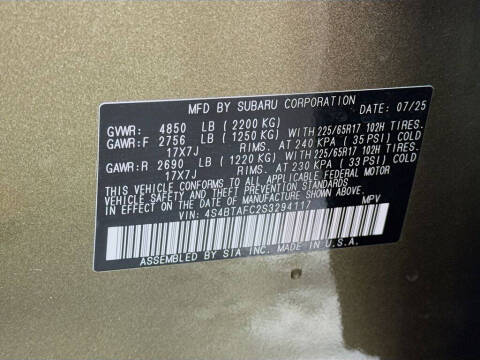 MFD BY SUBARU CORPORATION DATE: 07/25
GVWR: 4850 LB (2200 KG)
GAWR:F 2756 LB (1250 KG) WITH 225/65R17 102H TIRES.
17X7J RIMS. AT 240 KPA (35 PSI) COLD
GAWR:R 2690 LB (1220 KG) WITH 225/65R17 102H TIRES.
17X7J RIMS. AT 230 KPA (33 PSI) COLD
THIS VEHICLE CONFORMS TO ALL APPLICABLE FEDERAL MOTOR
VEHICLE SAFETY AND THEFT PREVENTION STANDARDS
IN EFFECT ON THE DATE OF MANUFACTURE SHOWN ABOVE.
VIN: 4S4BTAFC2S3294117 MPV
ASSEMBLED BY SIA INC. MADE IN U.S.A.